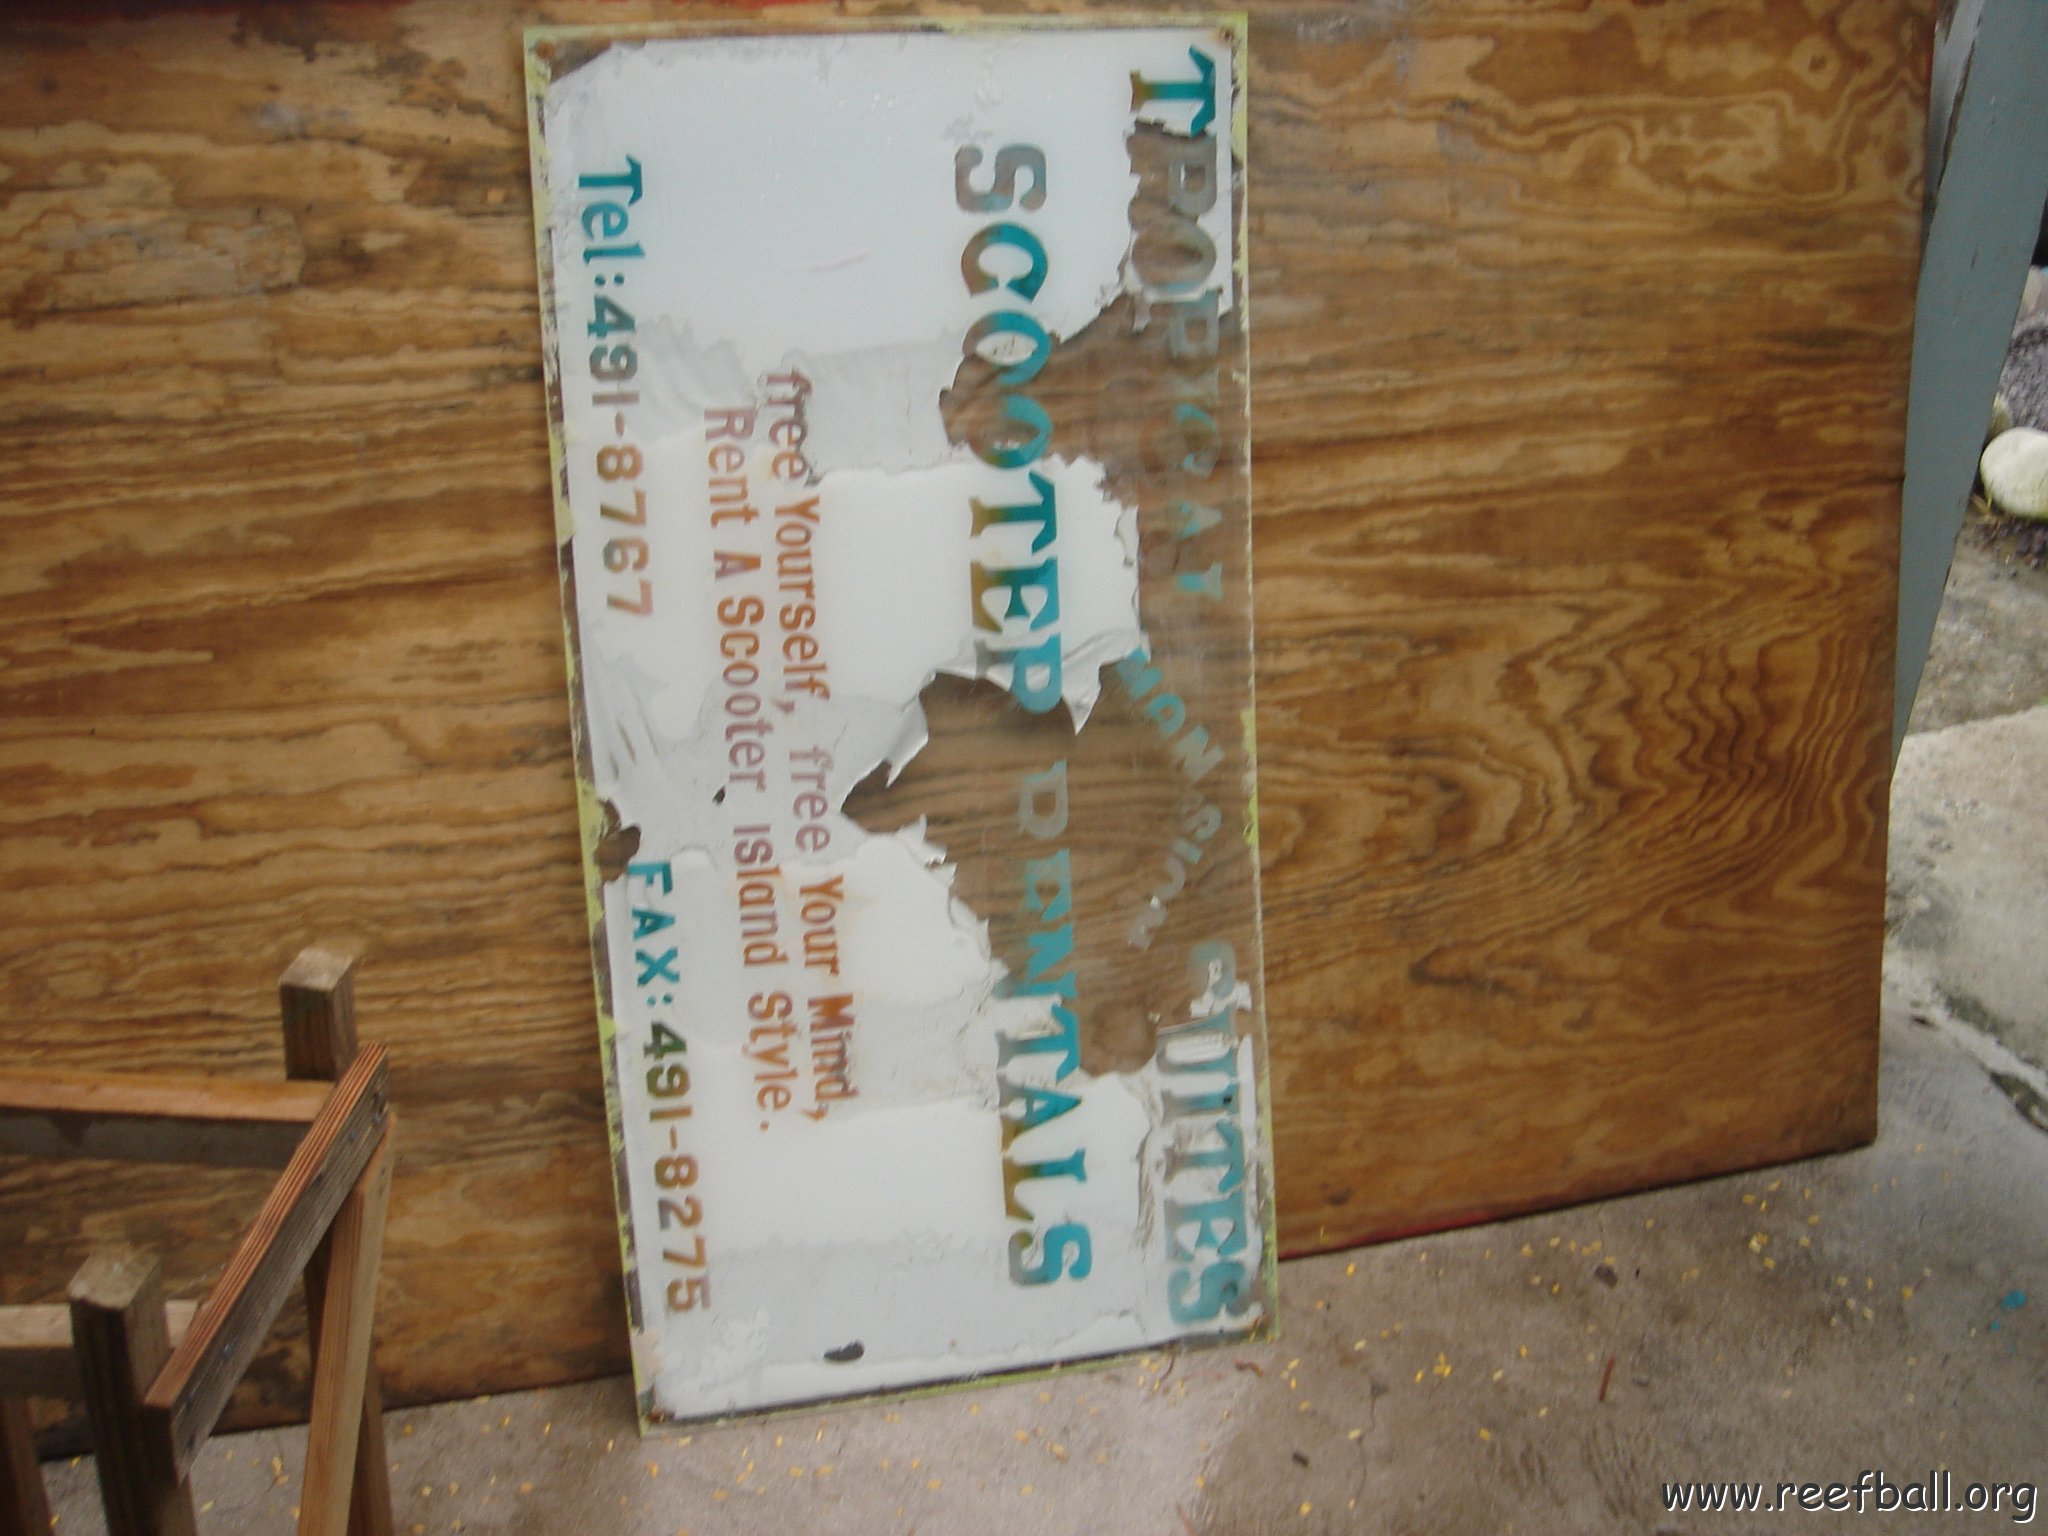 TROPICAL MANSION SUITES
SCOOTER RENTALS
free Yourself, free Your Mind,
Rent A Scooter Island Style.
Tel:491-8767 FAX:491-8275
www.reefball.org